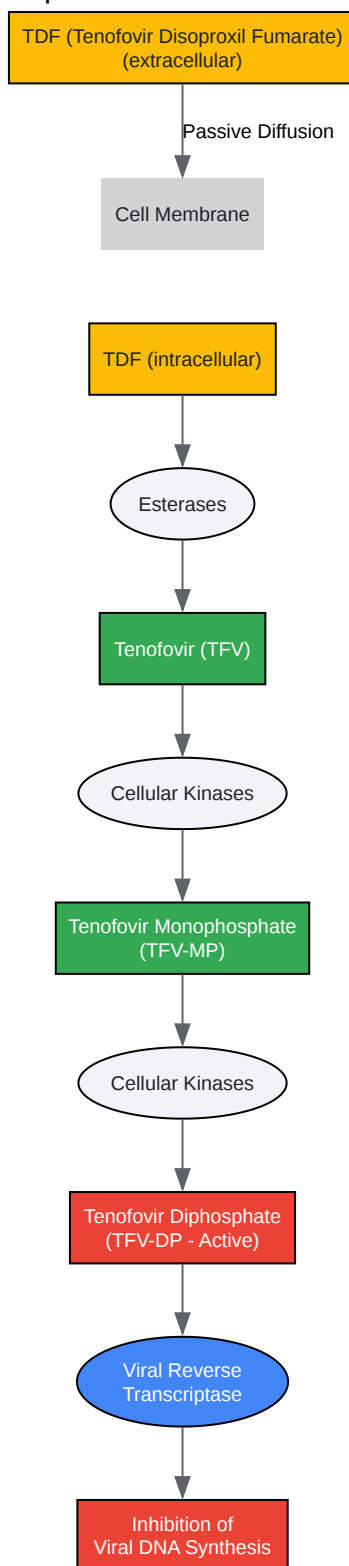 TDF (Tenofovir Disoproxil Fumarate)
(extracellular)
Passive Diffusion
Cell Membrane
TDF (intracellular)
Esterases
Tenofovir (TFV)
Cellular Kinases
Tenofovir Monophosphate
(TFV-MP)
Cellular Kinases
Tenofovir Diphosphate
(TFV-DP - Active)
Viral Reverse
Transcriptase
Inhibition of
Viral DNA Synthesis